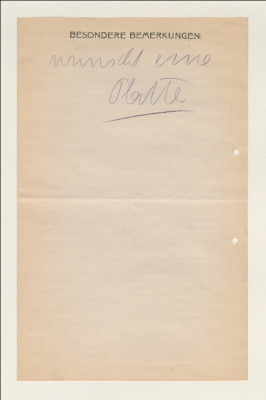 BESONDERE BEMERKUNGEN:
wünscht eine
Platte